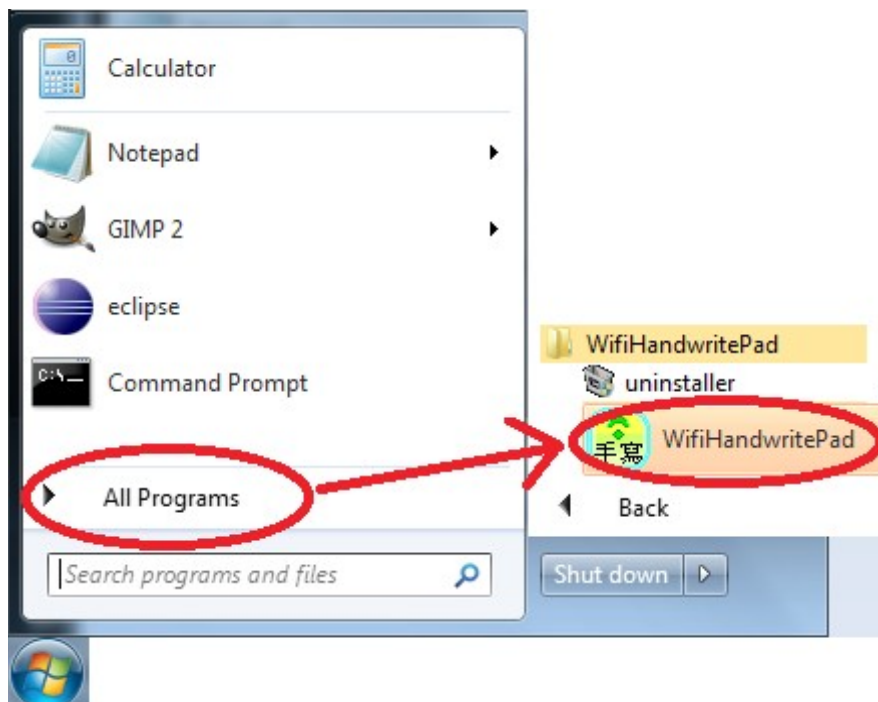 Calculator
Notepad
GIMP 2
eclipse
C:\_
Command Prompt
All Programs
Search programs and files
WifiHandwritePad
uninstaller
手寫
WifiHandwritePad
Back
Shut down